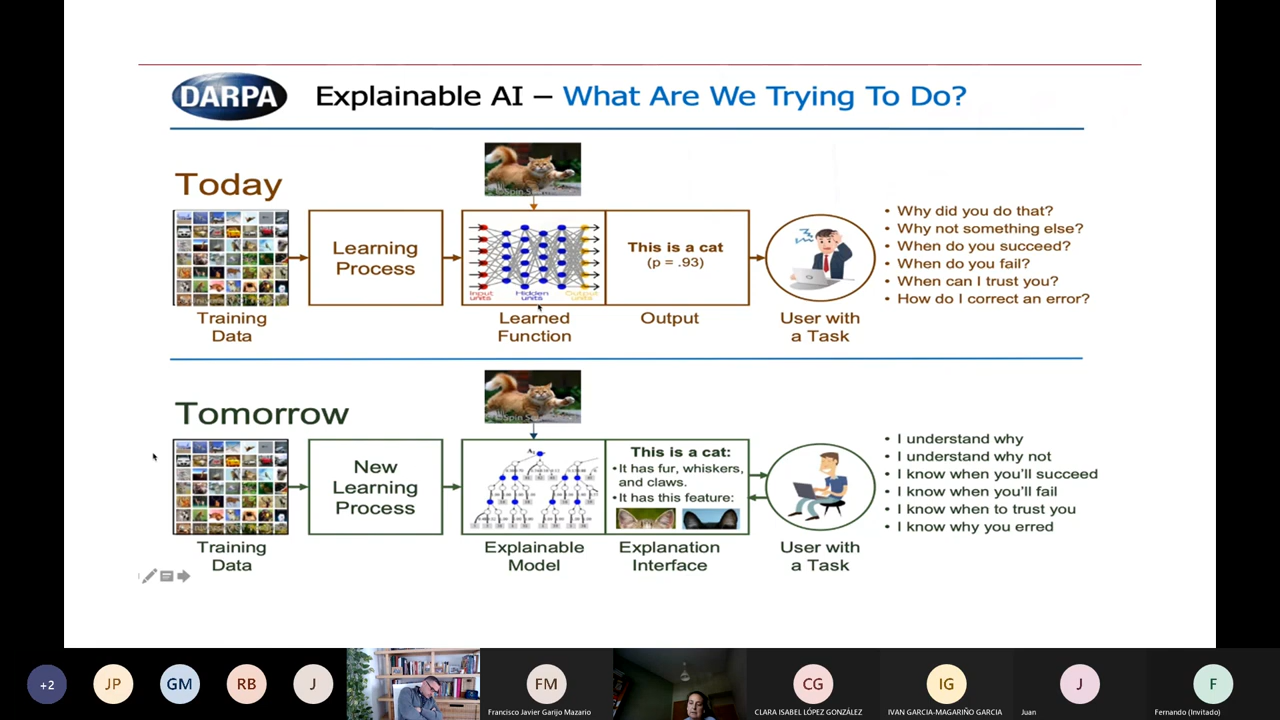 DARPA
Explainable AI – What Are We Trying To Do?
Today
Learning
Process
Input
units
Hidden
units
Output
units
This is a cat
(p = .93)
Training
Data
Learned
Function
Output
User with
a Task
• Why did you do that?
• Why not something else?
• When do you succeed?
• When do you fail?
• When can I trust you?
• How do I correct an error?
Tomorrow
New
Learning
Process
This is a cat:
•It has fur, whiskers,
and claws.
•It has this feature:
Training
Data
Explainable
Model
Explanation
Interface
User with
a Task
• I understand why
• I understand why not
• I know when you'll succeed
• I know when you'll fail
• I know when to trust you
• I know why you erred
+2
JP
GM
RB
J
FM
Francisco Javier Garijo Mazario
CG
CLARA ISABEL LÓPEZ GONZÁLEZ
IG
IVAN GARCIA-MAGARIÑO GARCIA
J
Juan
F
Fernando (Invitado)